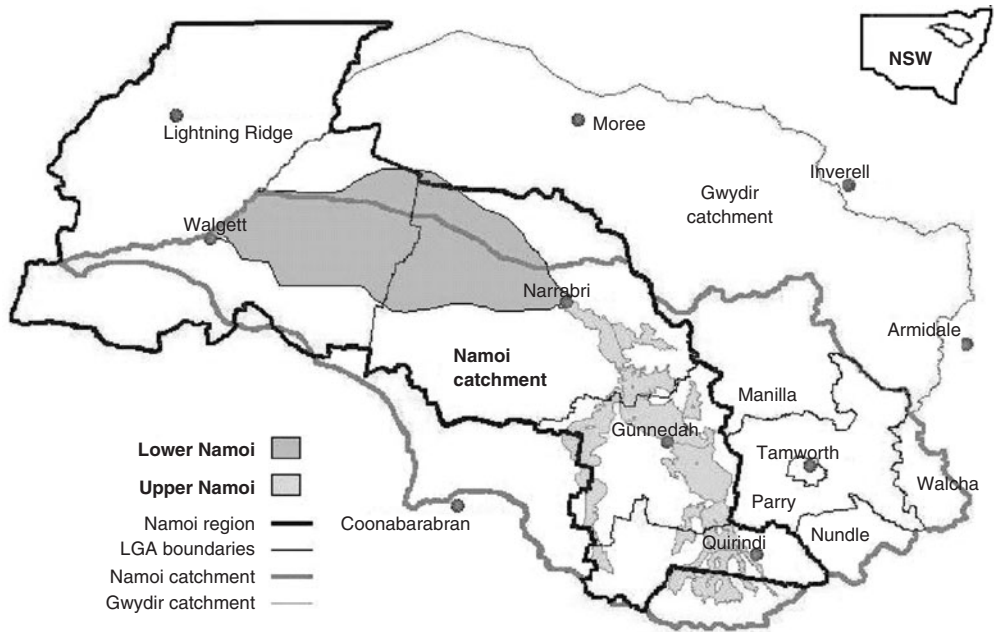 NSW
Lightning Ridge
Moree
Inverell
Gwydir
catchment
Walgett
Narrabri
Armidale
Namoi
catchment
Manilla
Gunnedah
Tamworth
Walcha
Parry
Nundle
Quirindi
Coonabarabran
Lower Namoi
Upper Namoi
Namoi region
LGA boundaries
Namoi catchment
Gwydir catchment